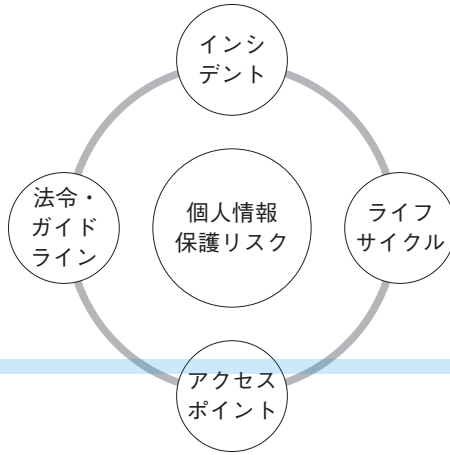 インシ
デント
法令・
ガイド
ライン
個人情報
保護リスク
ライフ
サイクル
アクセス
ポイント